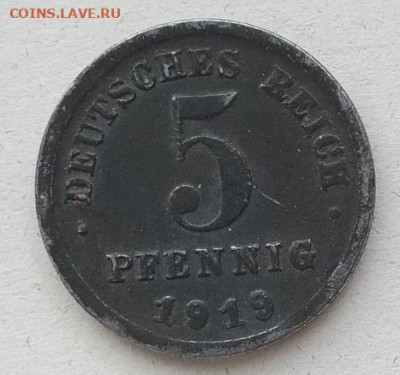 COINS.LAVE.RU
· DEUTSCHES REICH ·
5
PFENNIG
1919